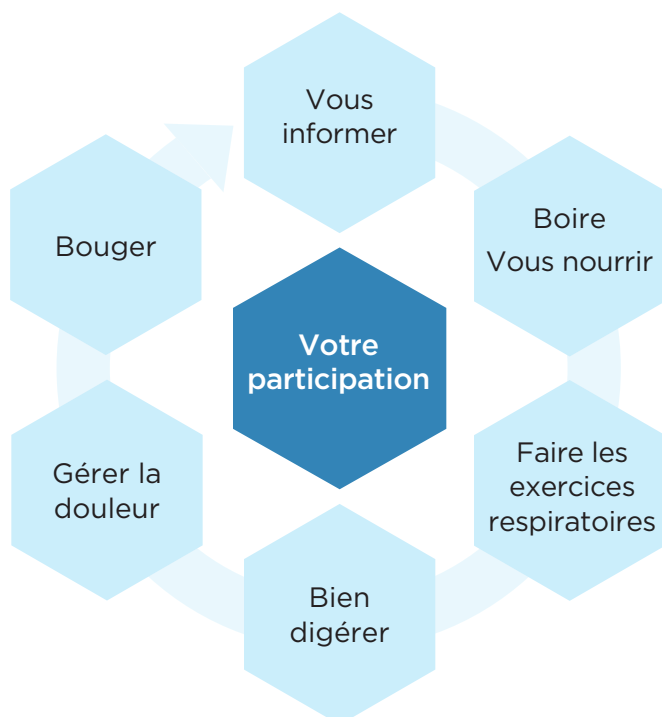 Vous
informer
Boire
Vous nourrir
Faire les
exercices
respiratoires
Bien
digérer
Gérer la
douleur
Bouger
Votre
participation